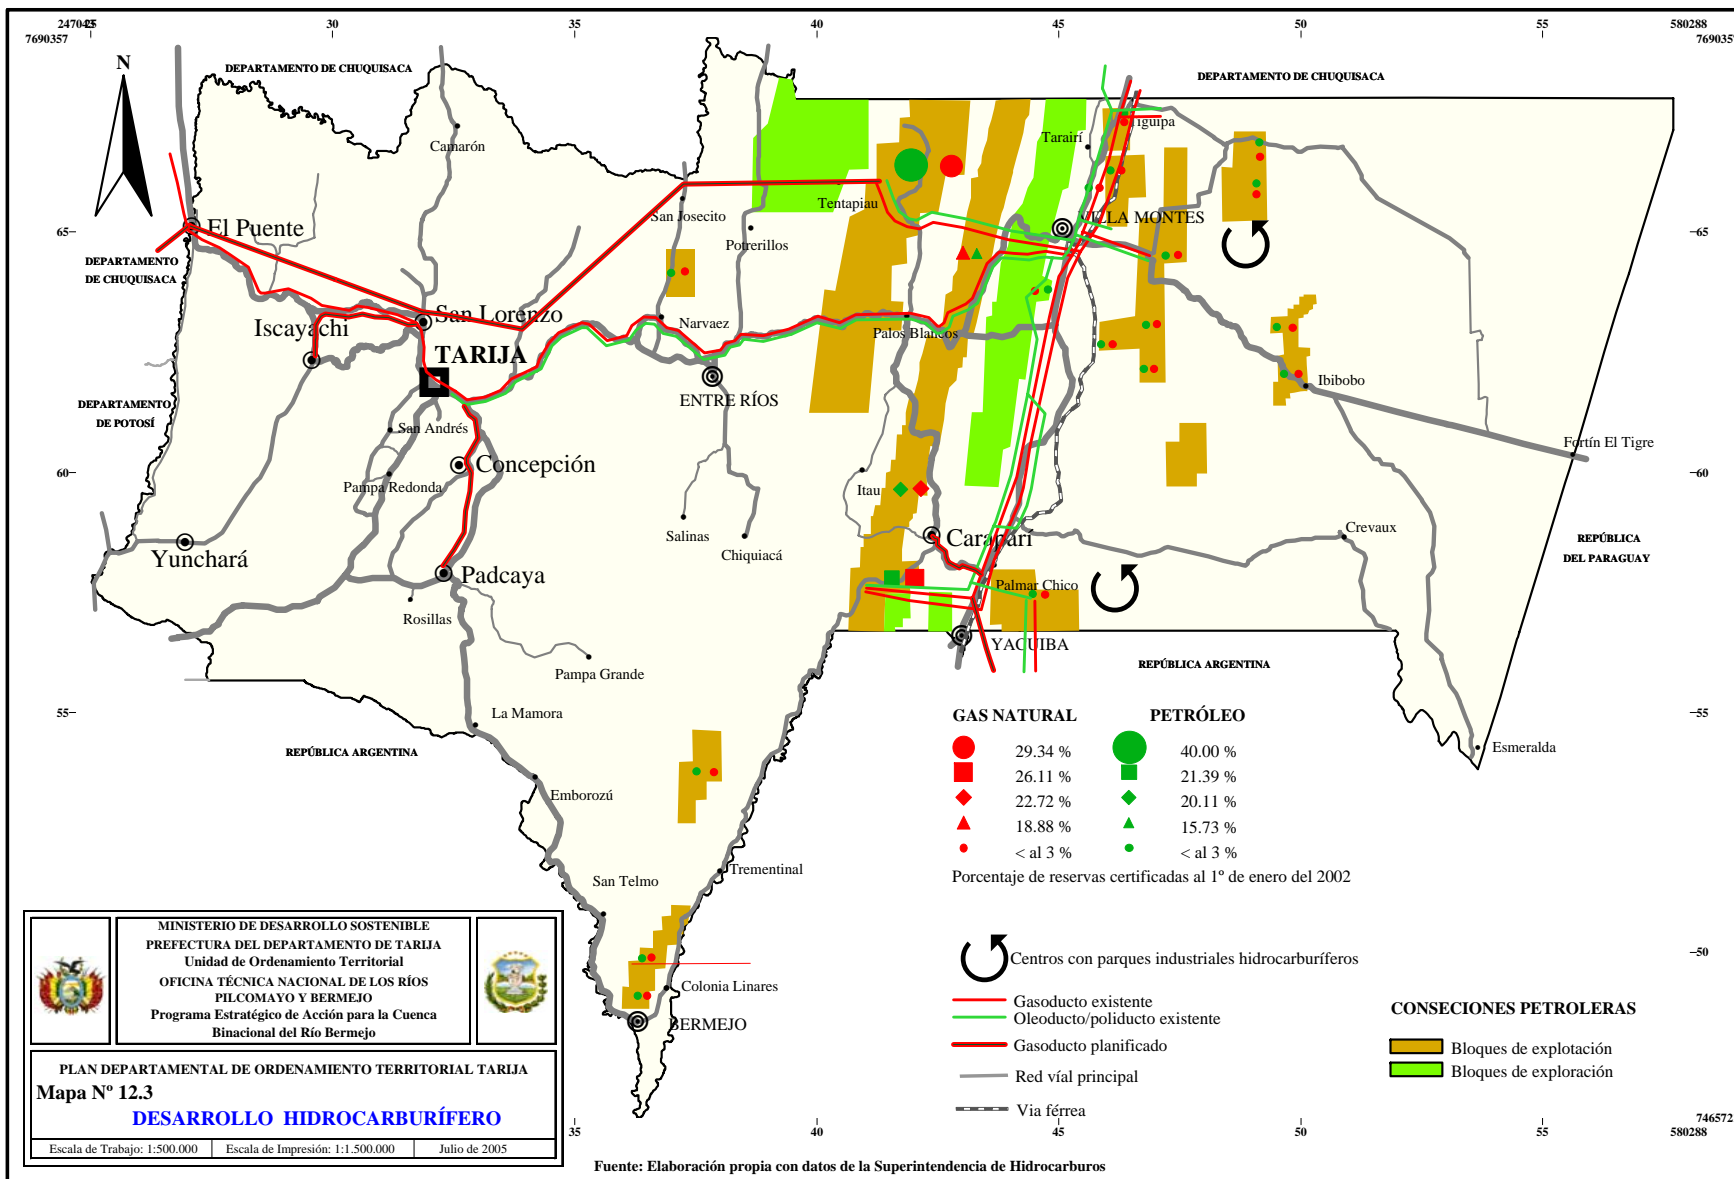 247043
25
30
35
40
45
50
55
580288
7690357
7690357
N
DEPARTAMENTO DE CHUQUISACA
DEPARTAMENTO DE CHUQUISACA
Camarón
Tarairí
Tiguipa
Tentapiau
San Josecito
VILLA MONTES
65
El Puente
Potrerillos
65
DEPARTAMENTO
DE CHUQUISACA
San Lorenzo
Iscayachi
Narvaez
Palos Blancos
TARIJA
Ibibobo
DEPARTAMENTO
DE POTOSÍ
ENTRE RÍOS
San Andrés
Fortín El Tigre
60
Concepción
60
Pampa Redonda
Itau
Salinas
Crevaux
Carapari
Chiquiacá
REPÚBLICA
DEL PARAGUAY
Yunchará
Padcaya
Palmar Chico
Rosillas
YACUIBA
Pampa Grande
REPÚBLICA ARGENTINA
55
La Mamora
55
REPÚBLICA ARGENTINA
Esmeralda
Emborozú
Trementinal
San Telmo
Colonia Linares
BERMEJO
GAS NATURAL PETRÓLEO
29.34 % 40.00 %
26.11 % 21.39 %
22.72 % 20.11 %
18.88 % 15.73 %
< al 3 % < al 3 %
Porcentaje de reservas certificadas al 1º de enero del 2002
50
Centros con parques industriales hidrocarburíferos
Gasoducto existente
Oleoducto/poliducto existente
Gasoducto planificado
Red víal principal
Via férrea
CONSECIONES PETROLERAS
Bloques de explotación
Bloques de exploración
MINISTERIO DE DESARROLLO SOSTENIBLE
PREFECTURA DEL DEPARTAMENTO DE TARIJA
Unidad de Ordenamiento Territorial
OFICINA TÉCNICA NACIONAL DE LOS RÍOS
PILCOMAYO Y BERMEJO
Programa Estratégico de Acción para la Cuenca
Binacional del Río Bermejo
PLAN DEPARTAMENTAL DE ORDENAMIENTO TERRITORIAL TARIJA
Mapa Nº 12.3
DESARROLLO HIDROCARBURÍFERO
Escala de Trabajo: 1:500.000 Escala de Impresión: 1:1.500.000 Julio de 2005
35
40
45
50
55
746572
580288
Fuente: Elaboración propia con datos de la Superintendencia de Hidrocarburos